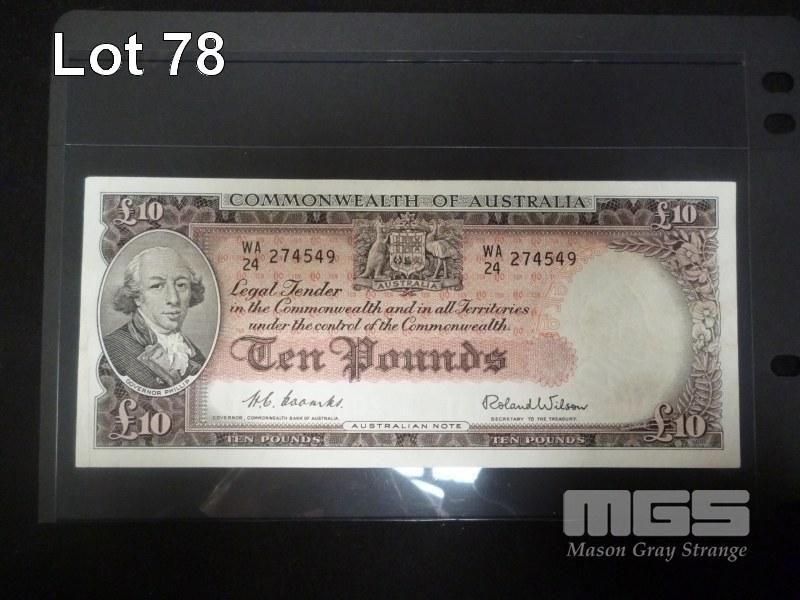 Lot 78
COMMONWEALTH OF AUSTRALIA
£10 £10
WA 24 274549 WA 24 274549
AUSTRALIA
Legal Tender
in the Commonwealth and in all Territories
under the control of the Commonwealth.
Ten Pounds
GOVERNOR PHILLIP
H.C. Coombs. Roland Wilson
GOVERNOR, COMMONWEALTH BANK OF AUSTRALIA. SECRETARY TO THE TREASURY.
£10 AUSTRALIAN NOTE £10
TEN POUNDS TEN POUNDS
MGS
Mason Gray Strange